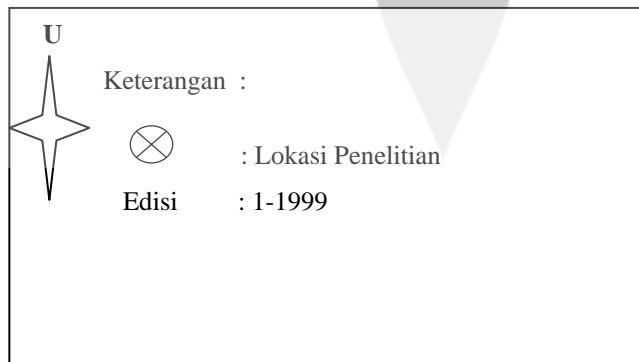 U
Keterangan :
: Lokasi Penelitian
Edisi : 1-1999